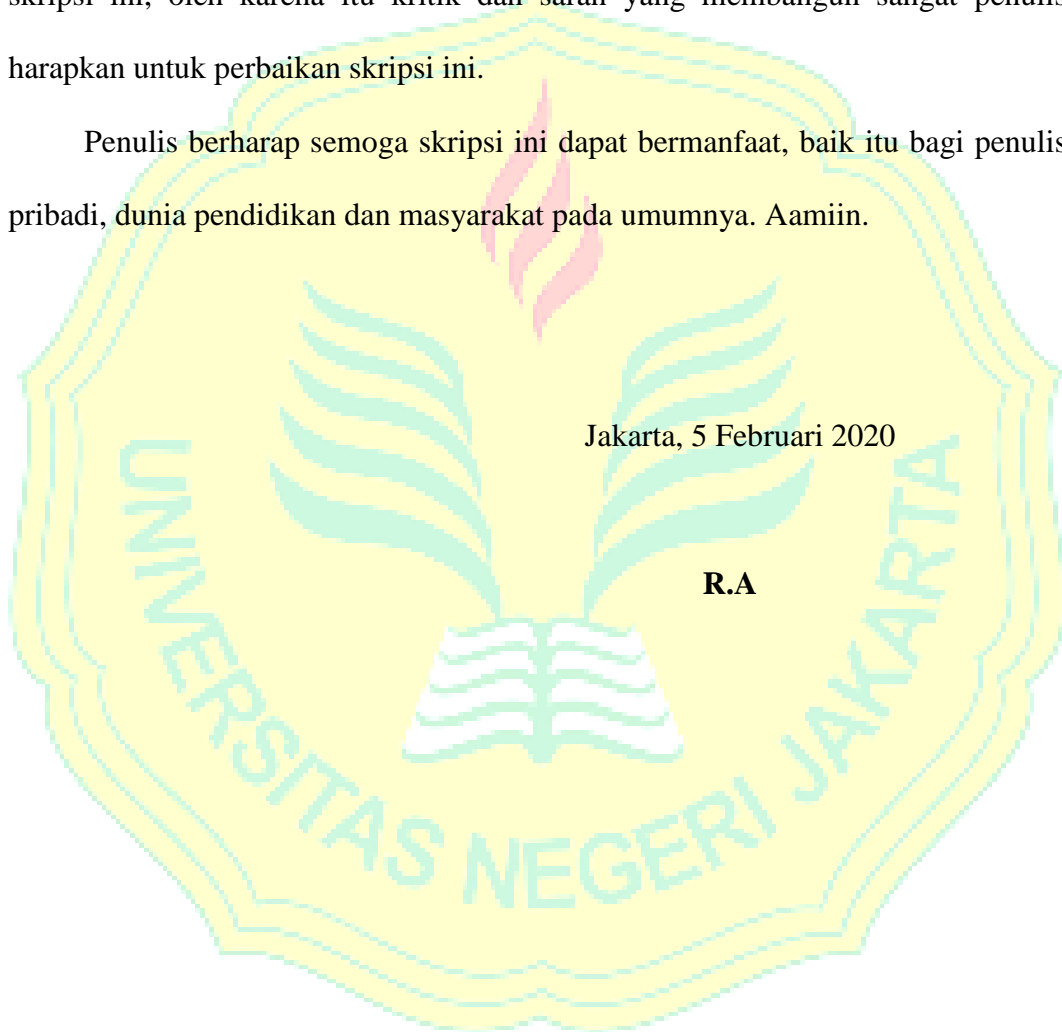 skripsi ini, oleh karena itu kritik dan saran yang membangun sangat penulis
harapkan untuk perbaikan skripsi ini.
Penulis berharap semoga skripsi ini dapat bermanfaat, baik itu bagi penulis
pribadi, dunia pendidikan dan masyarakat pada umumnya. Aamiin.
Jakarta, 5 Februari 2020
R.A
UNIVERSITAS NEGERI JAKARTA